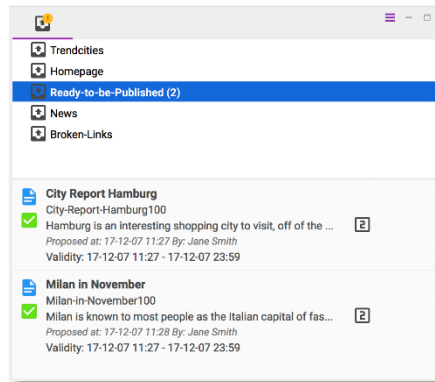 Trendcities
Homepage
Ready-to-be-Published (2)
News
Broken-Links
City Report Hamburg
City-Report-Hamburg100
Hamburg is an interesting shopping city to visit, off of the ...
2
Proposed at: 17-12-07 11:27 By: Jane Smith
Validity: 17-12-07 11:27 - 17-12-07 23:59
Milan in November
Milan-in-November100
Milan is known to most people as the Italian capital of fas...
2
Proposed at: 17-12-07 11:28 By: Jane Smith
Validity: 17-12-07 11:27 - 17-12-07 23:59